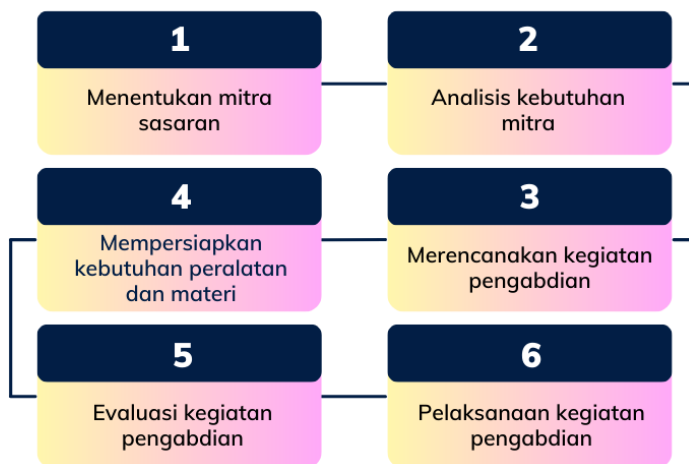 1
Menentukan mitra
sasaran
2
Analisis kebutuhan
mitra
4
Mempersiapkan
kebutuhan peralatan
dan materi
3
Merencanakan kegiatan
pengabdian
5
Evaluasi kegiatan
pengabdian
6
Pelaksanaan kegiatan
pengabdian